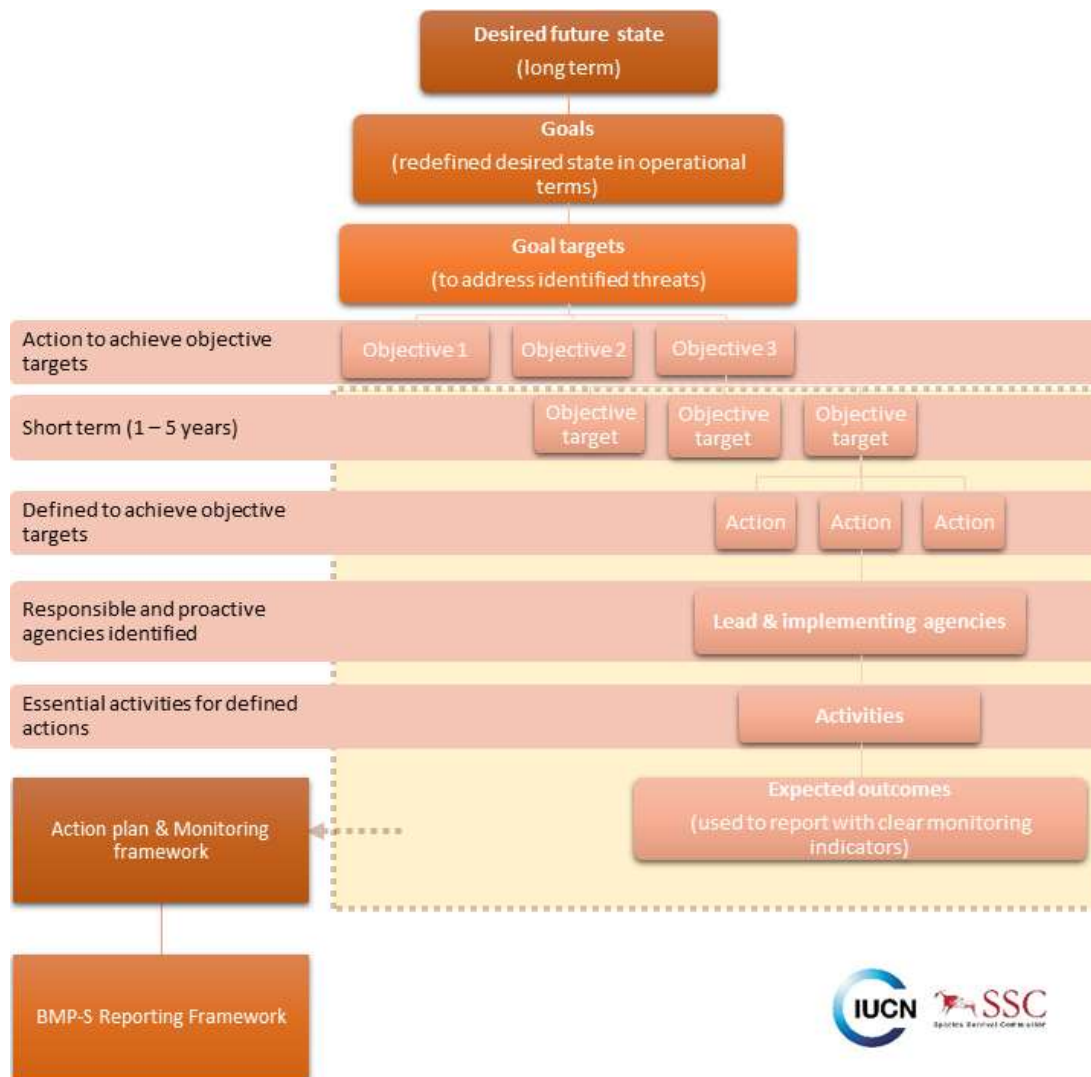 Desired future state
(long term)
Goals
(redefined desired state in operational
terms)
Goal targets
(to address identified threats)
Action to achieve objective
targets
Objective 1
Objective 2
Objective 3
Short term (1 – 5 years)
Objective
target
Objective
target
Objective
target
Defined to achieve objective
targets
Action
Action
Action
Responsible and proactive
agencies identified
Lead & implementing agencies
Essential activities for defined
actions
Activities
Expected outcomes
(used to report with clear monitoring
indicators)
Action plan & Monitoring
framework
BMP-S Reporting Framework
IUCN
SSC
Species Survival Commission